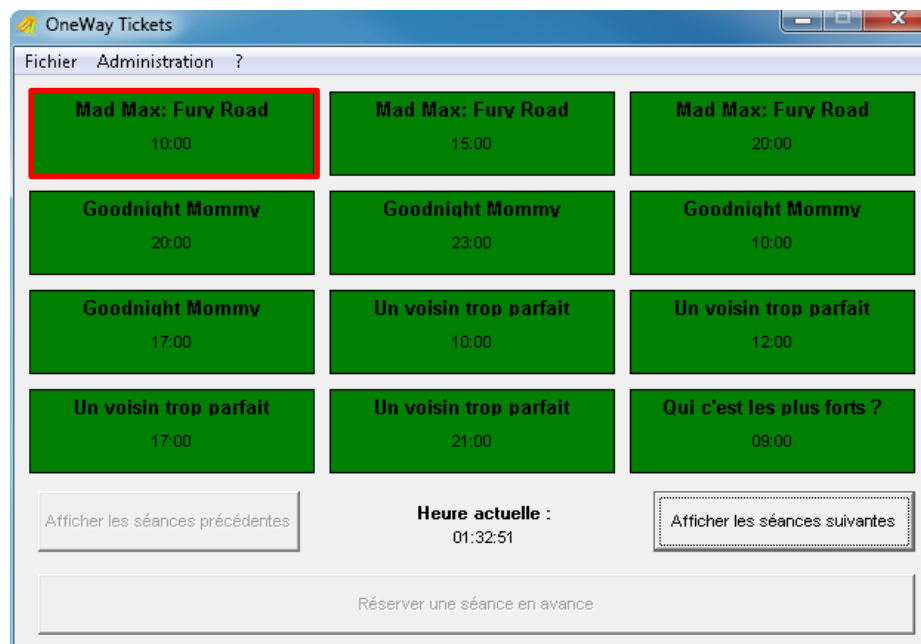 OneWay Tickets
Fichier Administration ?
Mad Max: Fury Road
10:00
Mad Max: Fury Road
15:00
Mad Max: Fury Road
20:00
Goodnight Mommy
20:00
Goodnight Mommy
23:00
Goodnight Mommy
10:00
Goodnight Mommy
17:00
Un voisin trop parfait
10:00
Un voisin trop parfait
12:00
Un voisin trop parfait
17:00
Un voisin trop parfait
21:00
Qui c'est les plus forts ?
09:00
Afficher les séances précédentes
Heure actuelle :
01:32:51
Afficher les séances suivantes
Réserver une séance en avance